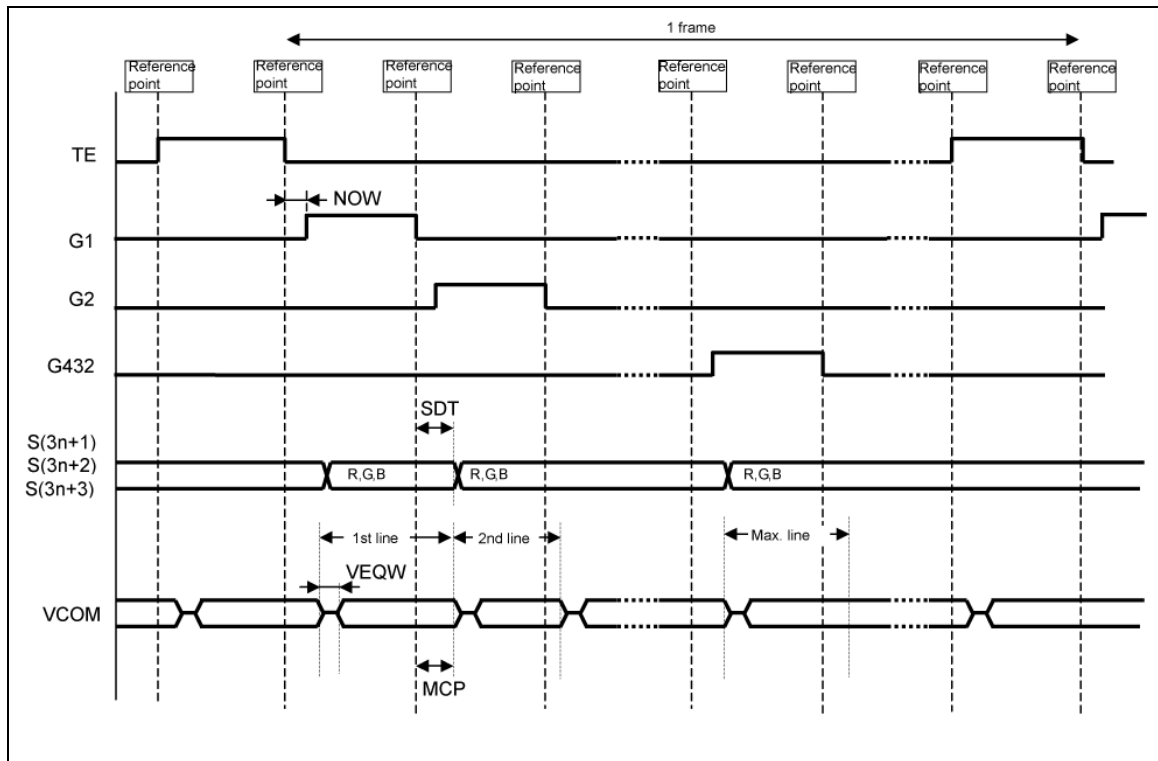 1 frame
Reference point
Reference point
Reference point
Reference point
Reference point
Reference point
Reference point
Reference point
TE
NOW
G1
G2
G432
SDT
S(3n+1)
S(3n+2)
S(3n+3)
R,G,B
R,G,B
R,G,B
1st line
2nd line
Max. line
VEQW
VCOM
MCP